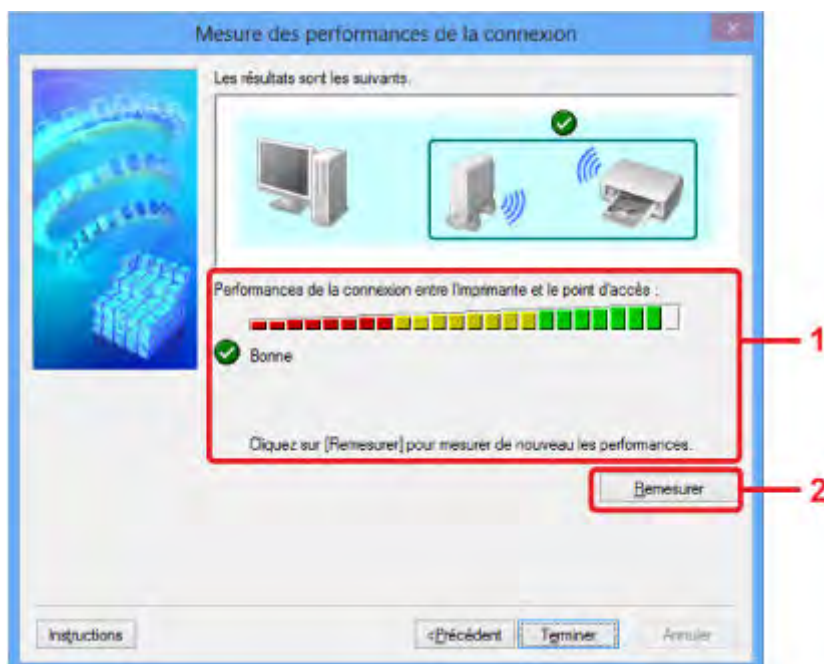 Mesure des performances de la connexion
Les résultats sont les suivants.
Performances de la connexion entre l'imprimante et le point d'accès :
1
Bonne
Cliquez sur [Remesurer] pour mesurer de nouveau les performances.
Remesurer
2
Instructions
<Précédent
Terminer
Annuler